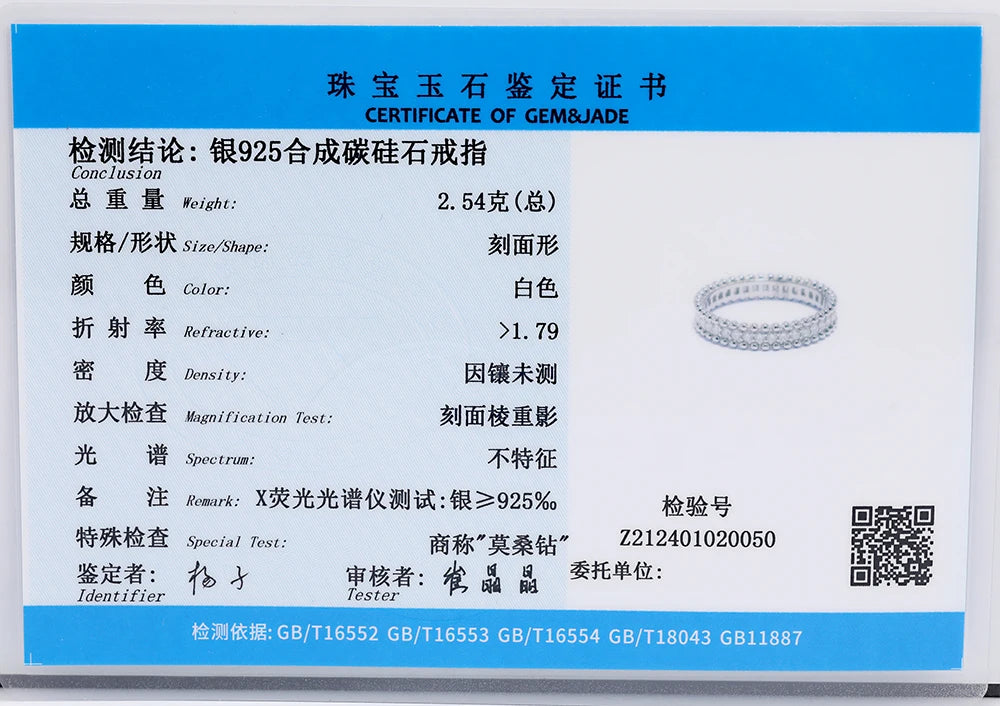 珠宝玉石鉴定证书
CERTIFICATE OF GEM&JADE
检测结论: 银925合成碳硅石戒指
Conclusion
总重量 Weight: 2.54克(总)
规格/形状 Size/Shape: 刻面形
颜色 Color: 白色
折射率 Refractive: >1.79
密度 Density: 因镶未测
放大检查 Magnification Test: 刻面棱重影
光谱 Spectrum: 不特征
备注 Remark: X荧光光谱仪测试:银≥925‰
特殊检查 Special Test: 商称"莫桑钻"
鉴定者: 杨子 审核者: 崔晶晶
Identifier Tester
检验号
Z212401020050
委托单位:
检测依据: GB/T16552 GB/T16553 GB/T16554 GB/T18043 GB11887